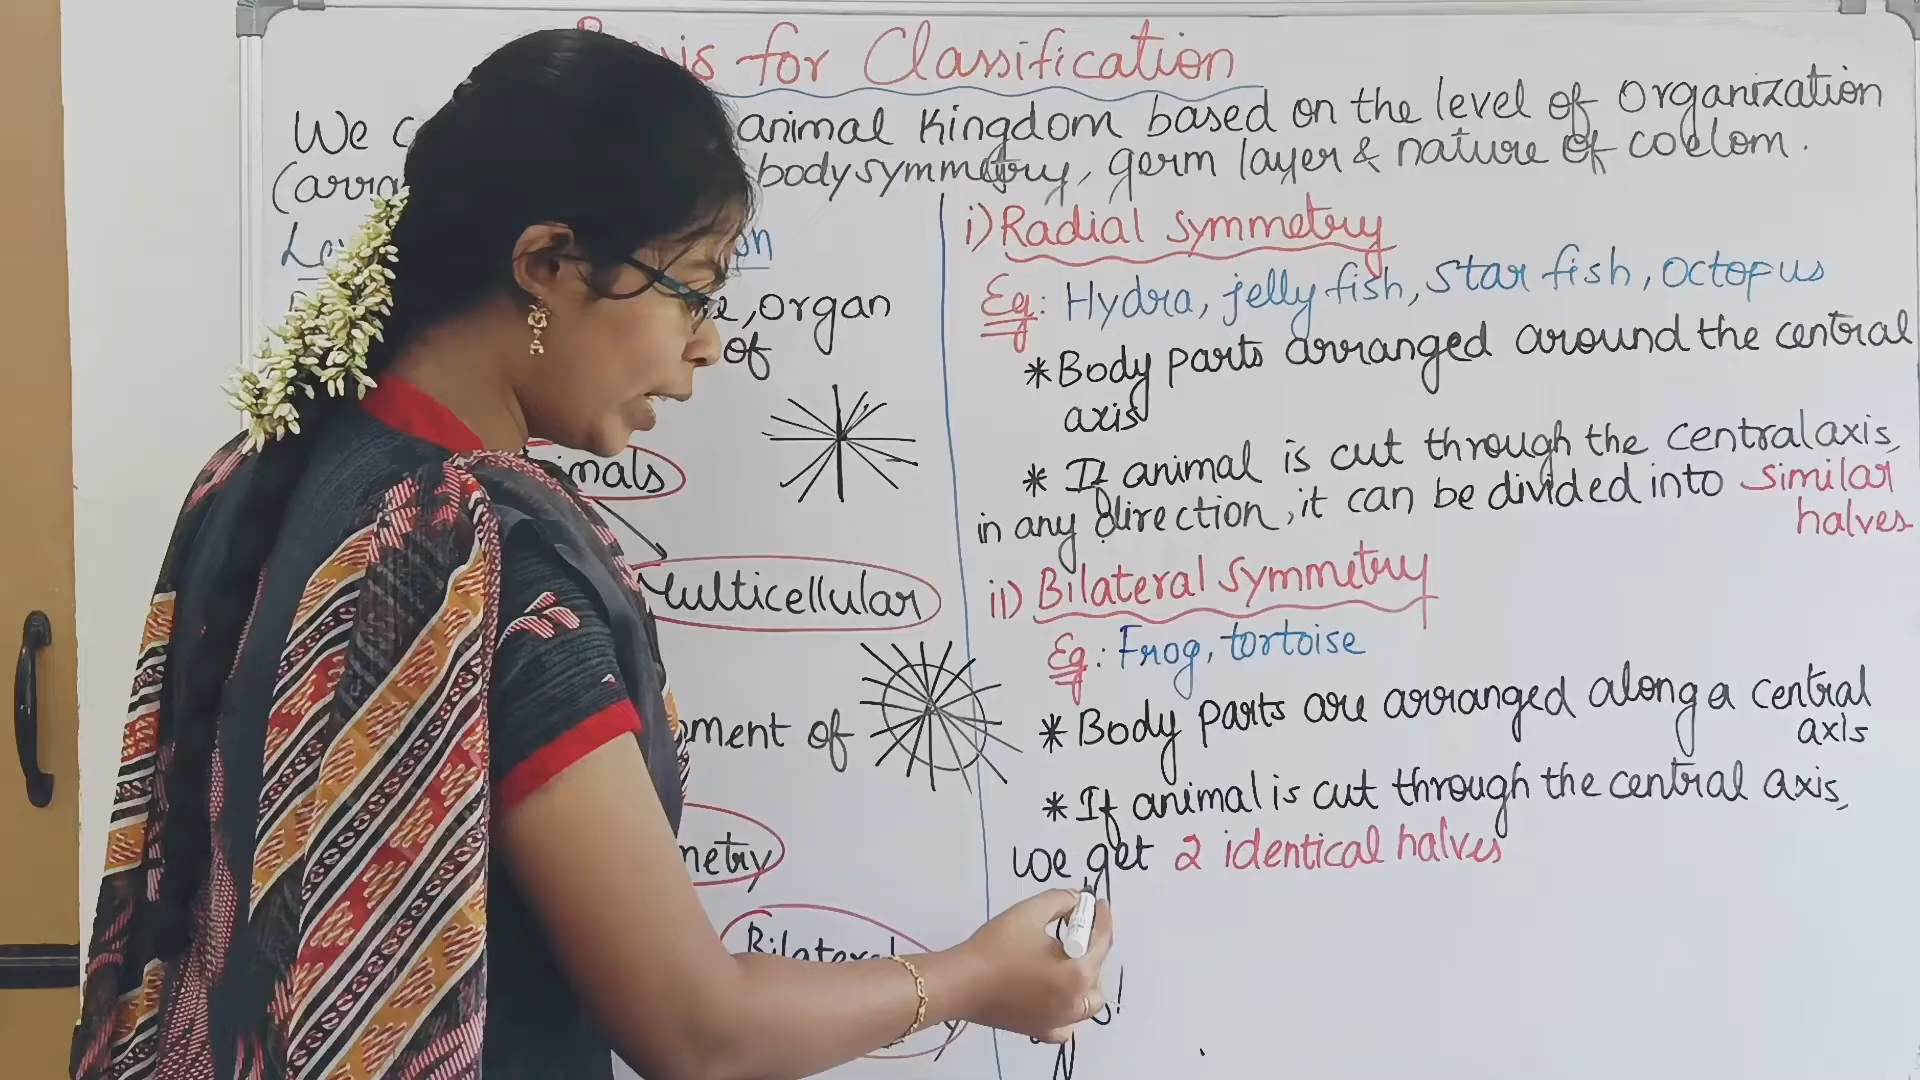 is for Classification
We animal Kingdom based on the level of Organization
body symmetry, germ layer & nature of coelom.
organ
of
Multicellular
of
i) Radial Symmetry
Eg: Hydra, jelly fish, Star fish, Octopus
*Body parts arranged around the central
axis
* If animal is cut through the central axis,
in any direction, it can be divided into similar
halves
ii) Bilateral Symmetry
Eg: Frog, tortoise
* Body parts are arranged along a central
axis
*If animal is cut through the central axis,
we get 2 identical halves